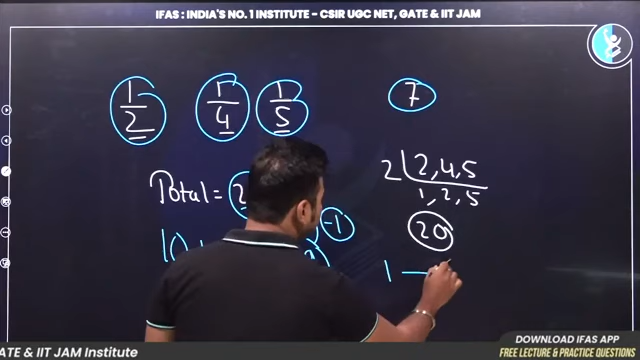 IFAS : INDIA'S NO. 1 INSTITUTE - CSIR UGC NET, GATE & IIT JAM
1/2 1/4 1/5 7
2 2,4,5
1, 2, 5
Total = 2
-1
20
10
1 —
DOWNLOAD IFAS APP
FREE LECTURE & PRACTICE QUESTIONS
GATE & IIT JAM Institute